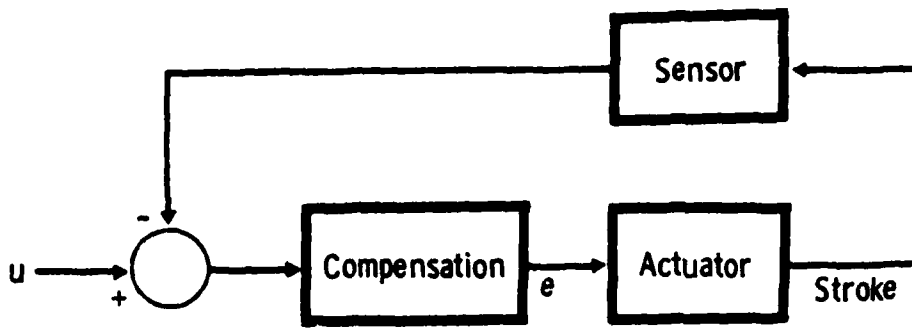 Sensor
-
u
+
Compensation
e
Actuator
Stroke